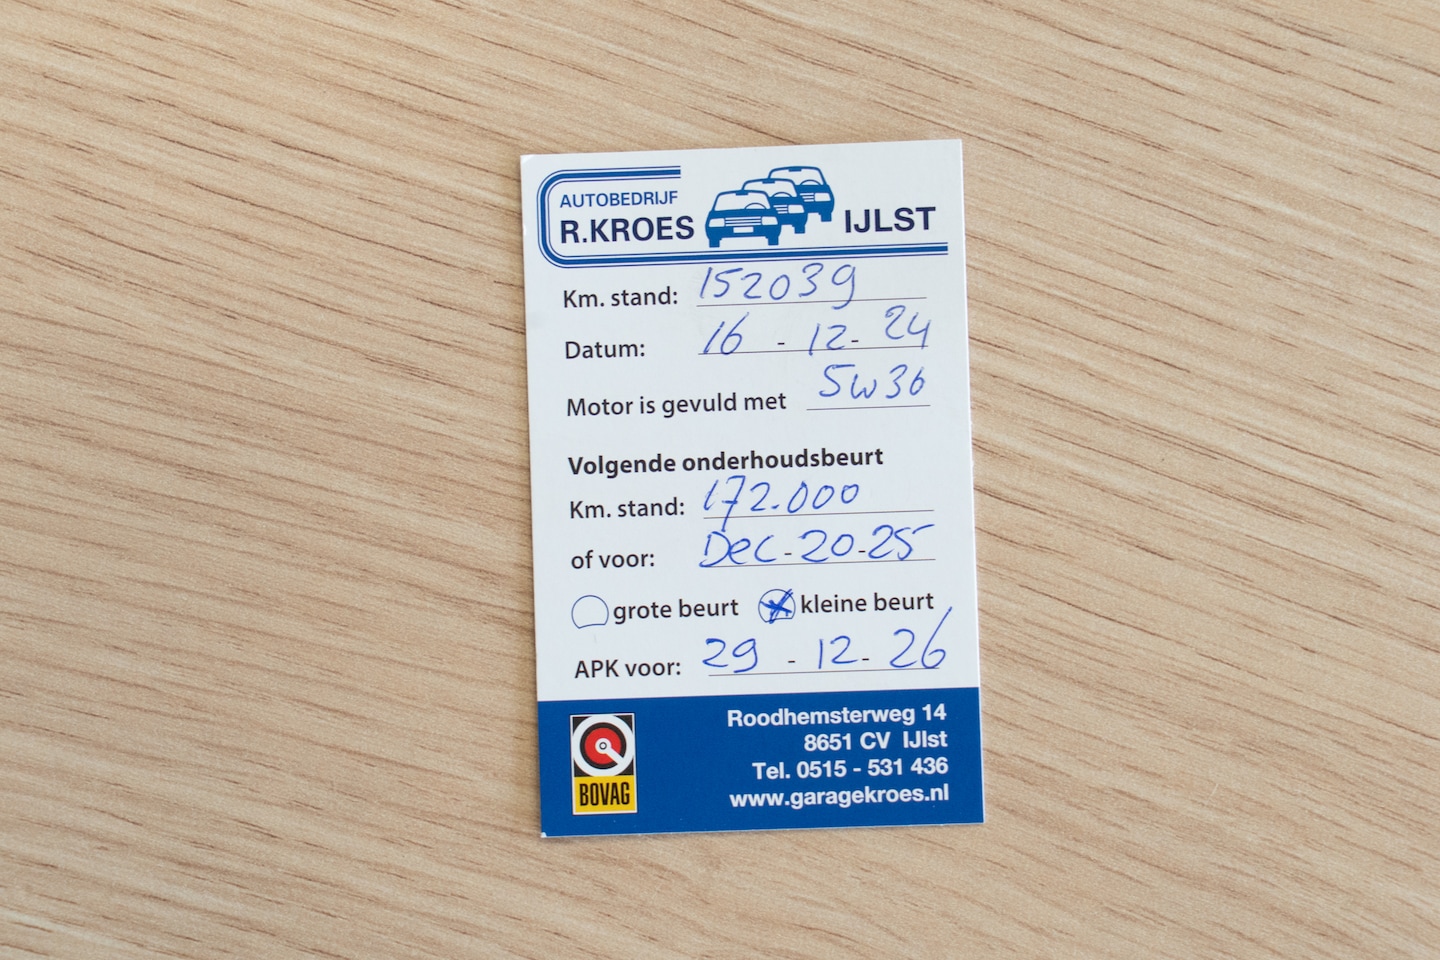 AUTOBEDRIJF
R.KROES IJLST
Km. stand: 152039
Datum: 16 - 12 - 24
Motor is gevuld met 5w30
Volgende onderhoudsbeurt
Km. stand: 172.000
of voor: Dec - 20 - 25
grote beurt kleine beurt
APK voor: 29 - 12 - 26
Roodhemsterweg 14
8651 CV IJlst
Tel. 0515 - 531 436
www.garagekroes.nl
BOVAG